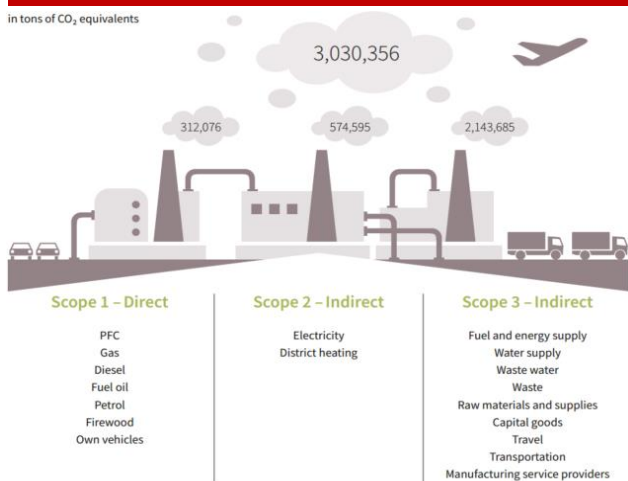 in tons of CO₂ equivalents
3,030,356
312,076
574,595
2,143,685
Scope 1 – Direct
PFC
Gas
Diesel
Fuel oil
Petrol
Firewood
Own vehicles
Scope 2 – Indirect
Electricity
District heating
Scope 3 – Indirect
Fuel and energy supply
Water supply
Waste water
Waste
Raw materials and supplies
Capital goods
Travel
Transportation
Manufacturing service providers